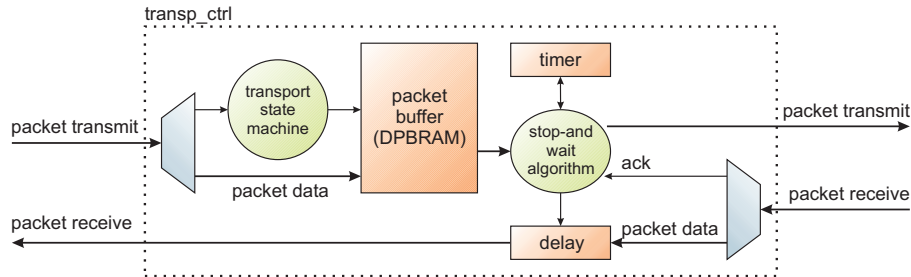 transp_ctrl
packet transmit
transport
state
machine
packet data
packet
buffer
(DPBRAM)
timer
stop-and
wait
algorithm
packet transmit
ack
packet receive
packet data
delay
packet receive